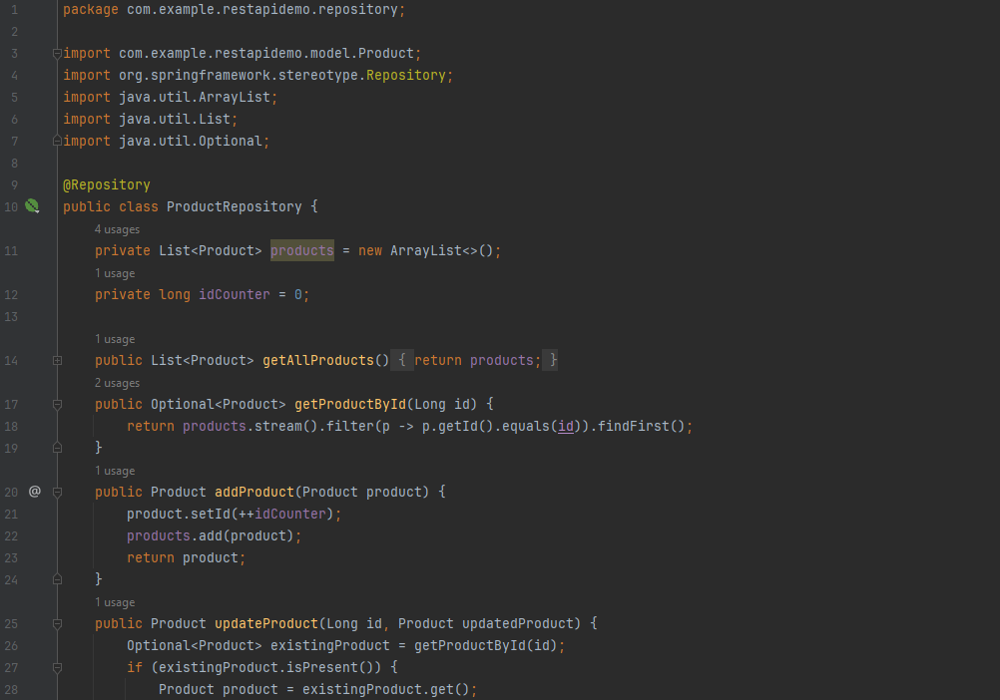 1 package com.example.restapidemo.repository;
2
3 import com.example.restapidemo.model.Product;
4 import org.springframework.stereotype.Repository;
5 import java.util.ArrayList;
6 import java.util.List;
7 import java.util.Optional;
8
9 @Repository
10 public class ProductRepository {
4 usages
11 private List<Product> products = new ArrayList<>();
1 usage
12 private long idCounter = 0;
13
1 usage
14 public List<Product> getAllProducts() { return products; }
2 usages
17 public Optional<Product> getProductById(Long id) {
18 return products.stream().filter(p -> p.getId().equals(id)).findFirst();
19 }
1 usage
20 @ public Product addProduct(Product product) {
21 product.setId(++idCounter);
22 products.add(product);
23 return product;
24 }
1 usage
25 public Product updateProduct(Long id, Product updatedProduct) {
26 Optional<Product> existingProduct = getProductById(id);
27 if (existingProduct.isPresent()) {
28 Product product = existingProduct.get();